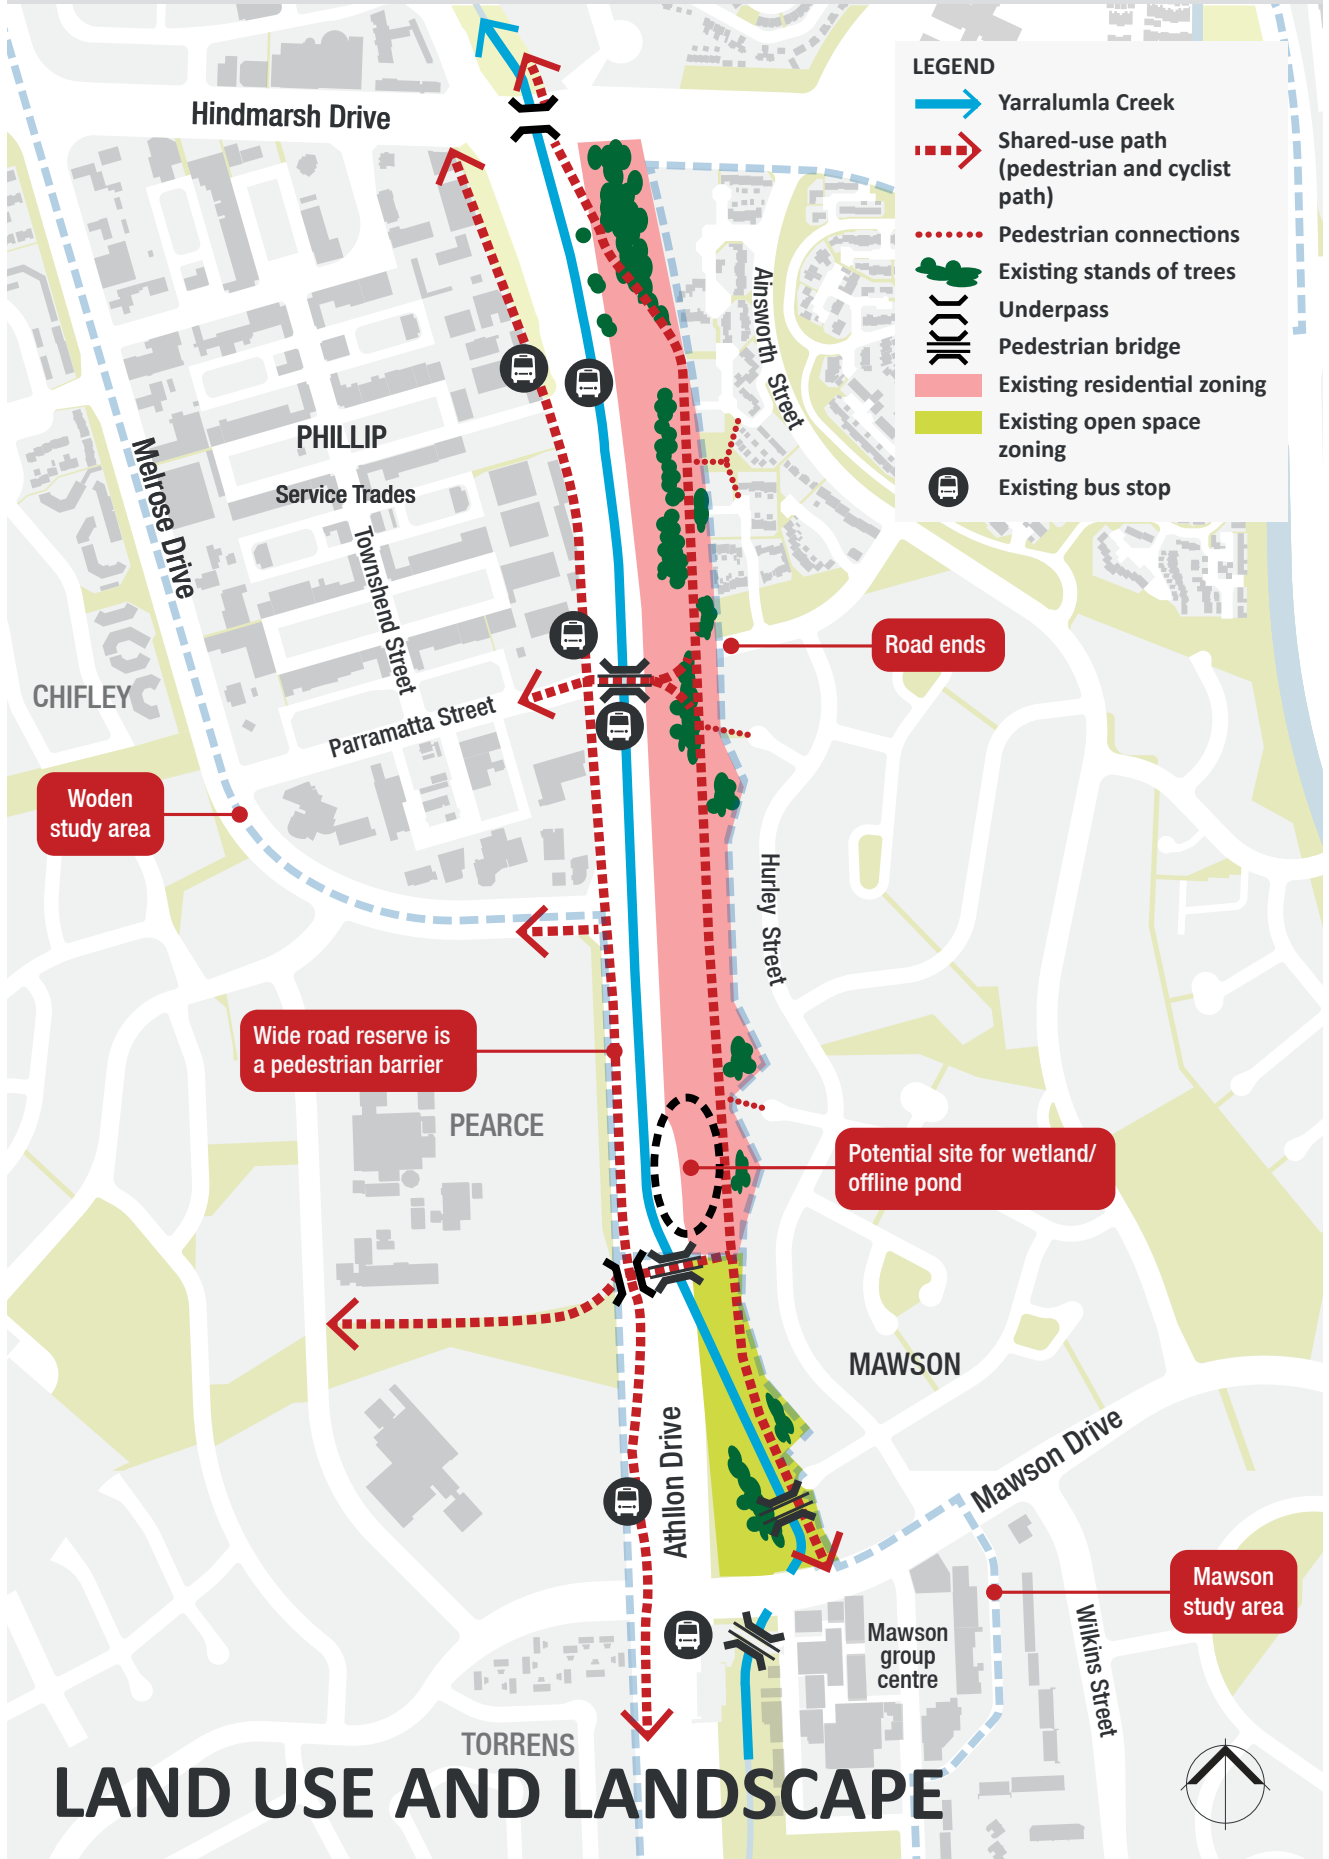 LEGEND
Yarralumla Creek
Shared-use path
(pedestrian and cyclist
path)
Pedestrian connections
Existing stands of trees
Underpass
Pedestrian bridge
Existing residential zoning
Existing open space
zoning
Existing bus stop
Hindmarsh Drive
Ainsworth Street
PHILLIP
Service Trades
Melrose Drive
Townshend Street
Road ends
CHIFLEY
Parramatta Street
Woden
study area
Hurley Street
Wide road reserve is
a pedestrian barrier
PEARCE
Potential site for wetland/
offline pond
MAWSON
Athllon Drive
Mawson Drive
Mawson
study area
Mawson
group
centre
Wilkins Street
TORRENS
LAND USE AND LANDSCAPE